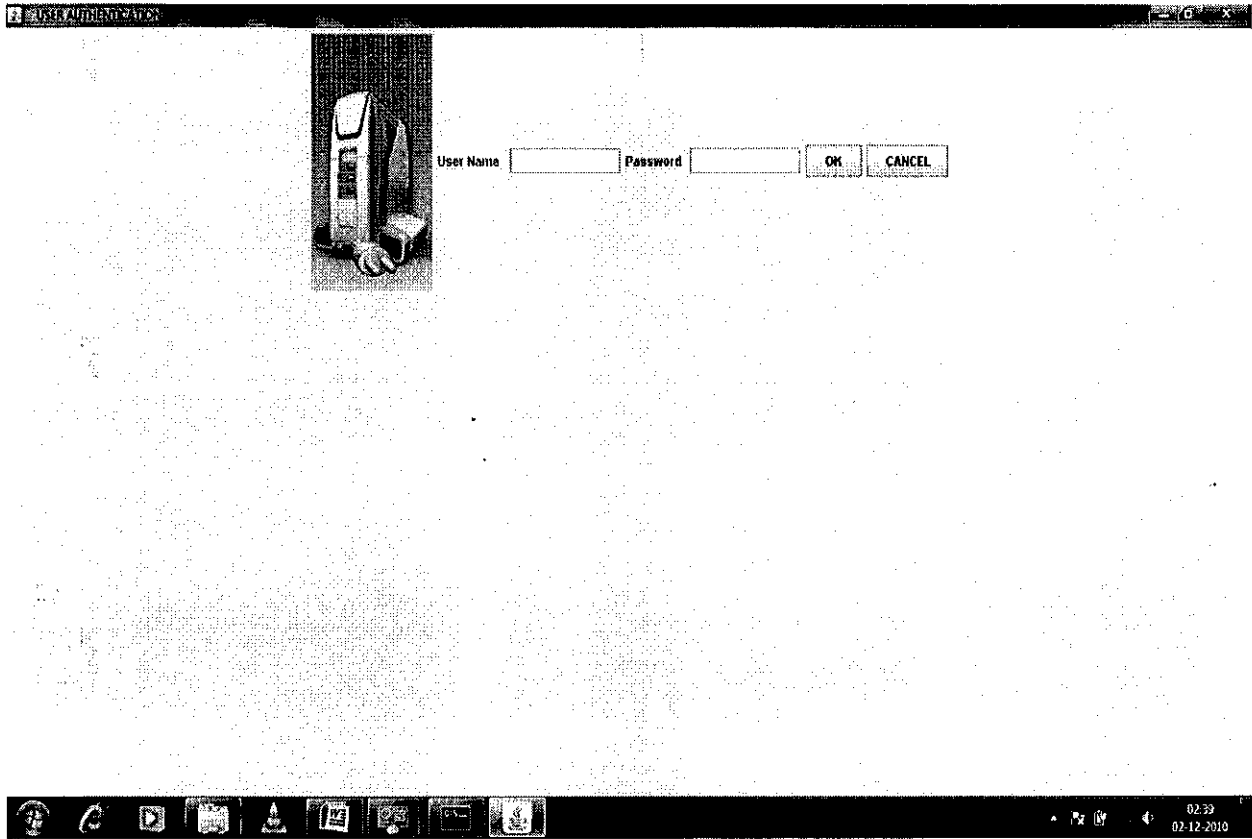 USER AUTHENTICATION
User Name Password OK CANCEL
C:\...
02:39
02-12-2010